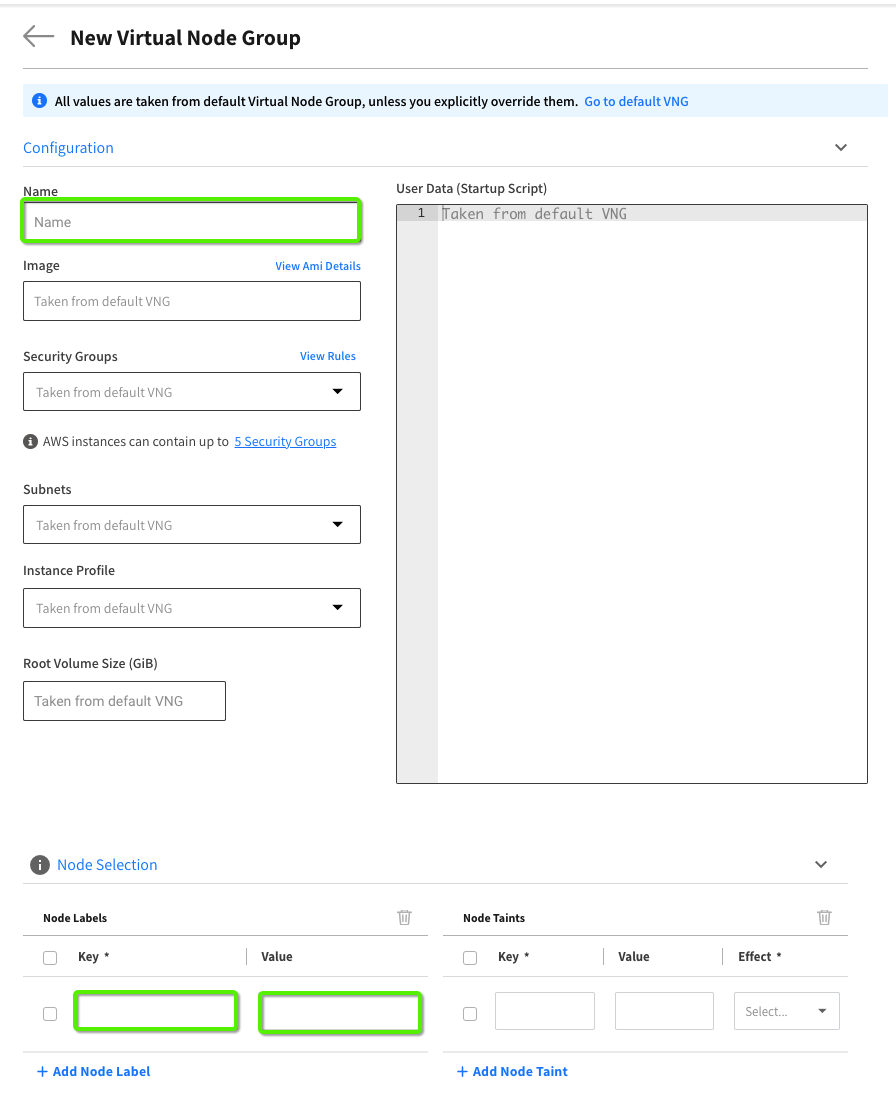 New Virtual Node Group
All values are taken from default Virtual Node Group, unless you explicitly override them. Go to default VNG
Configuration
Name
Name
Image View Ami Details
Taken from default VNG
Security Groups View Rules
Taken from default VNG
AWS instances can contain up to 5 Security Groups
Subnets
Taken from default VNG
Instance Profile
Taken from default VNG
Root Volume Size (GiB)
Taken from default VNG
User Data (Startup Script)
1 Taken from default VNG
Node Selection
Node Labels
Key * Value
+ Add Node Label
Node Taints
Key * Value Effect *
Select...
+ Add Node Taint